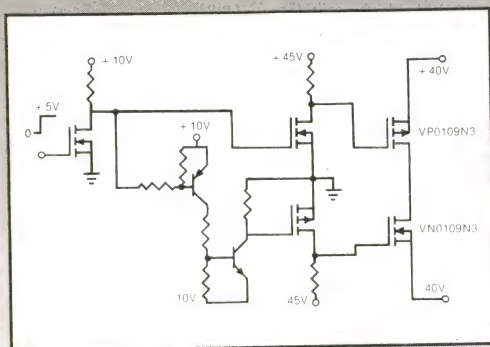 + 10V
+ 45V
+ 40V
+ 5V
0
+ 10V
VP0109N3
VN0109N3
10V
45V
40V